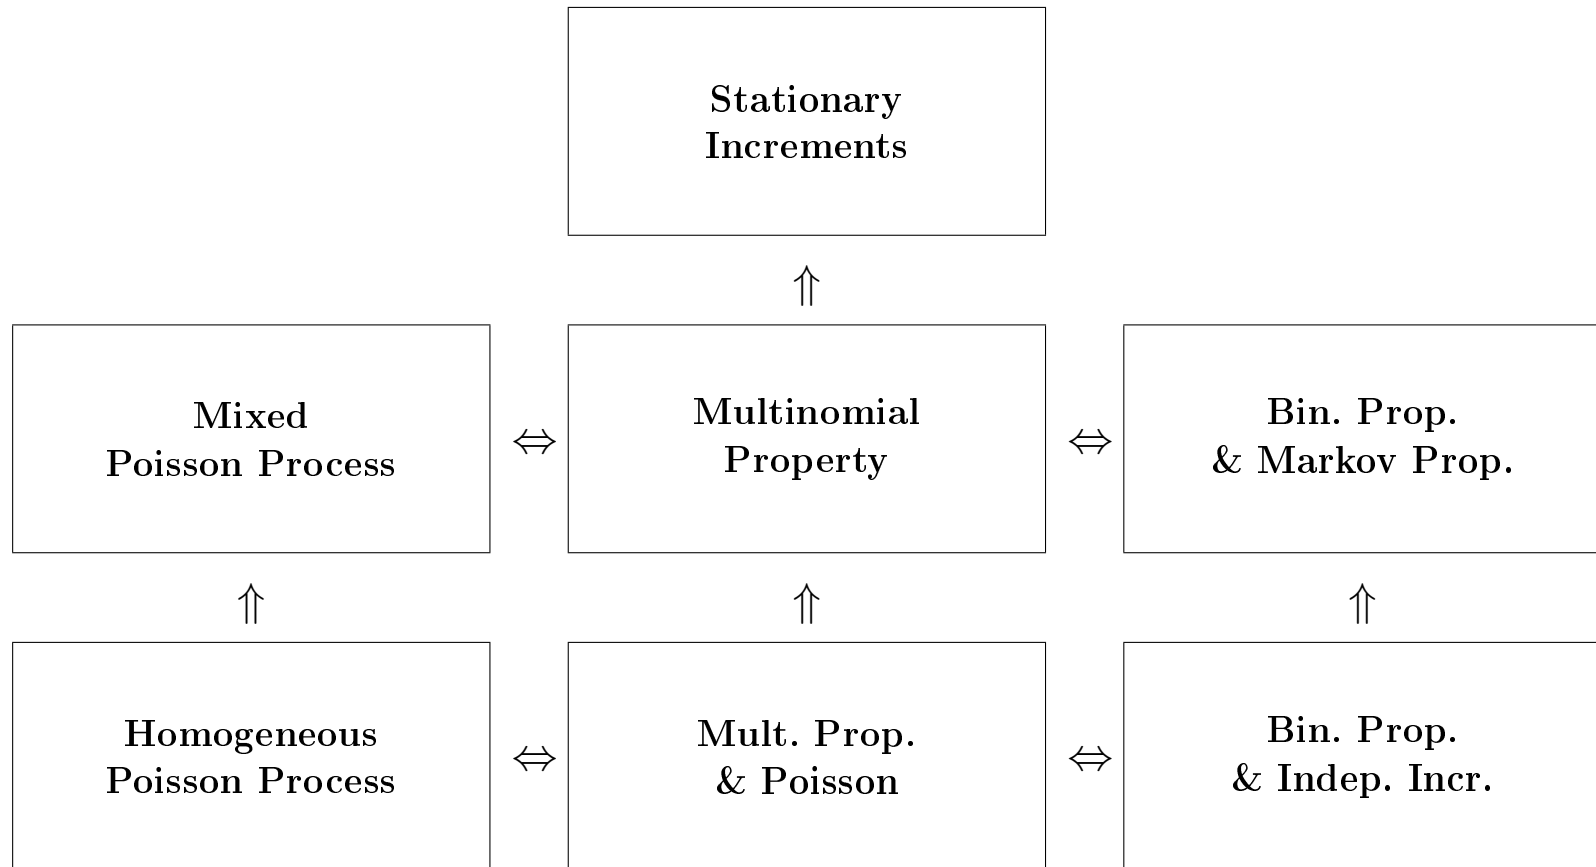 Stationary
Increments
⇑
Mixed
Poisson Process
⇔
Multinomial
Property
⇔
Bin. Prop.
& Markov Prop.
⇑
⇑
⇑
Homogeneous
Poisson Process
⇔
Mult. Prop.
& Poisson
⇔
Bin. Prop.
& Indep. Incr.